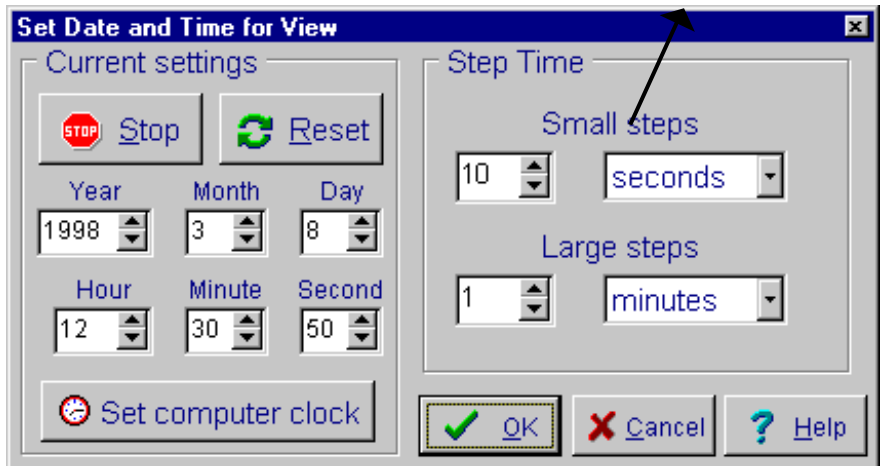 Set Date and Time for View
Current settings
STOP Stop
Reset
Year Month Day
1998 3 8
Hour Minute Second
12 30 50
Set computer clock
Step Time
Small steps
10 seconds
Large steps
1 minutes
OK Cancel ? Help